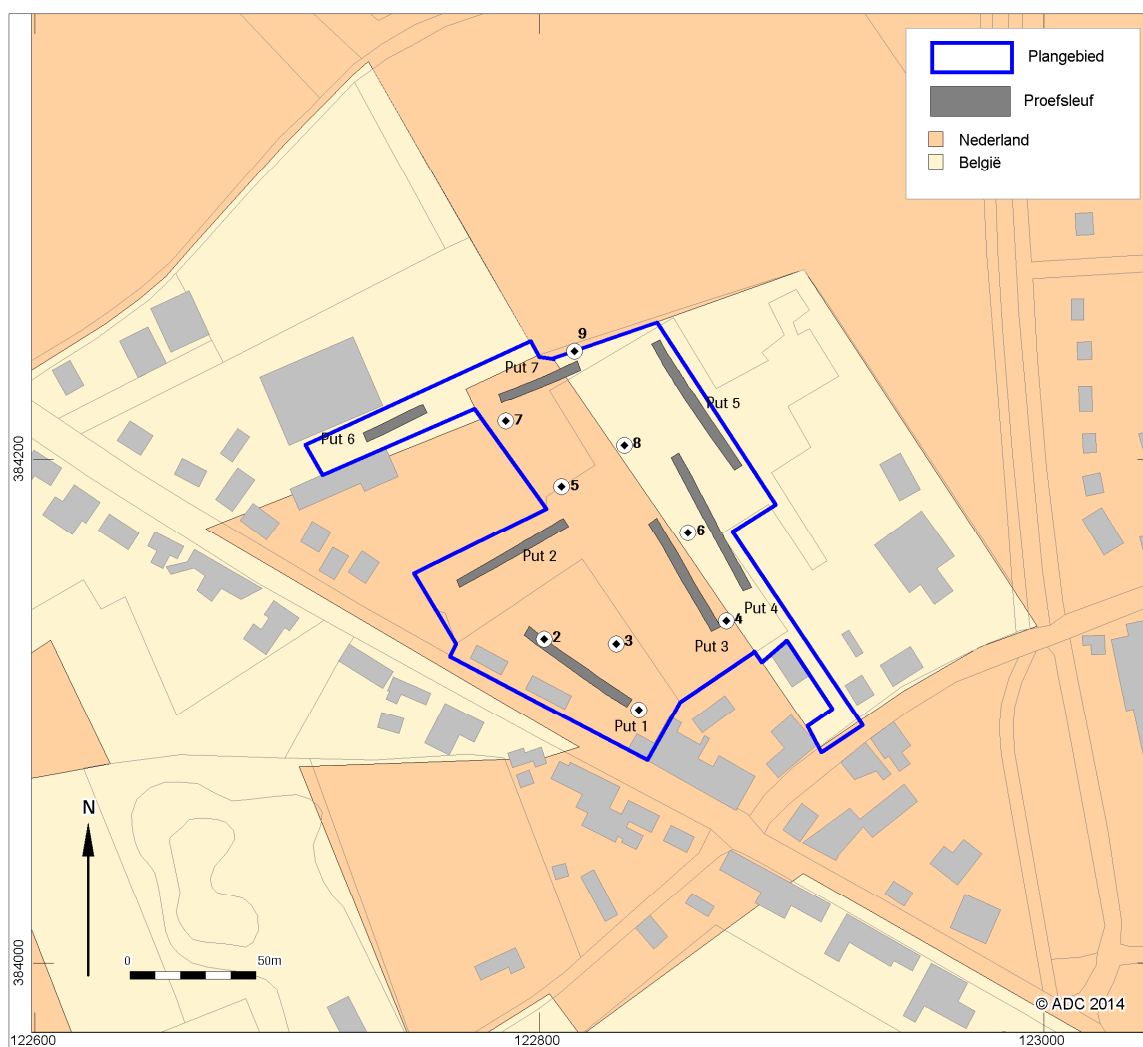 Plangebied
Proefsleuf
Nederland
België
9
Put 7
Put 5
7
Put 6
8
384200
5
6
Put 2
Put 4
4
2
3
Put 3
Put 1
N
0
50m
384000
© ADC 2014
122600
122800
123000